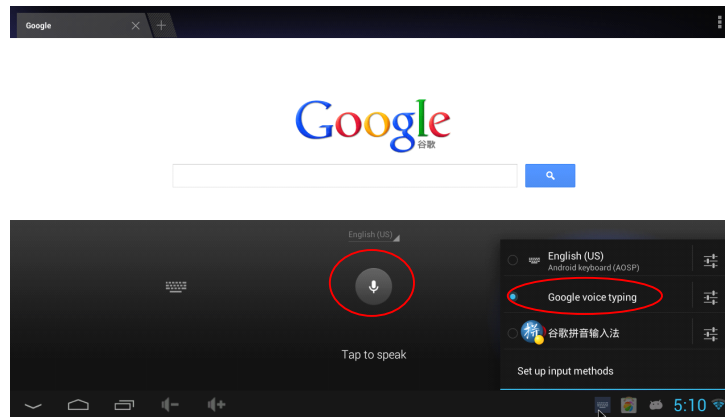 Google
Google
谷歌
English (US)
English (US)
Android keyboard (AOSP)
Google voice typing
拼 谷歌拼音输入法
Tap to speak
Set up input methods
5:10